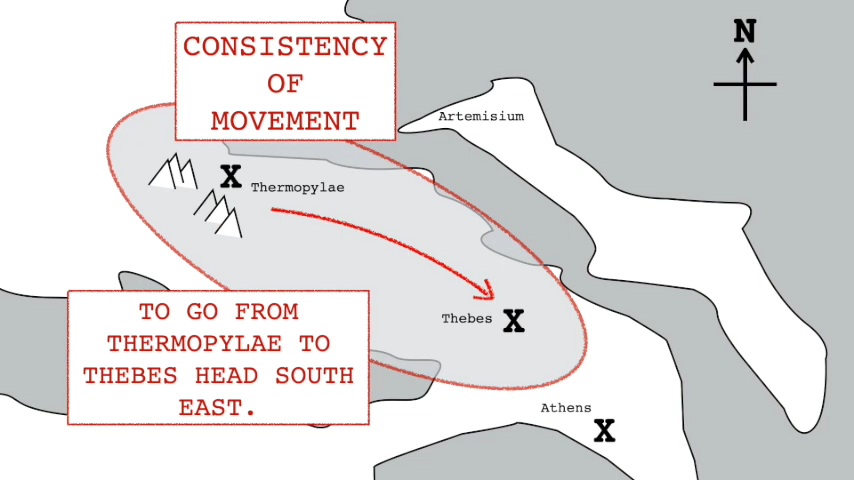 CONSISTENCY
OF
MOVEMENT
N
Artemisium
X
Thermopylae
TO GO FROM
THERMOPYLAE TO
THEBES HEAD SOUTH
EAST.
Thebes X
Athens
X